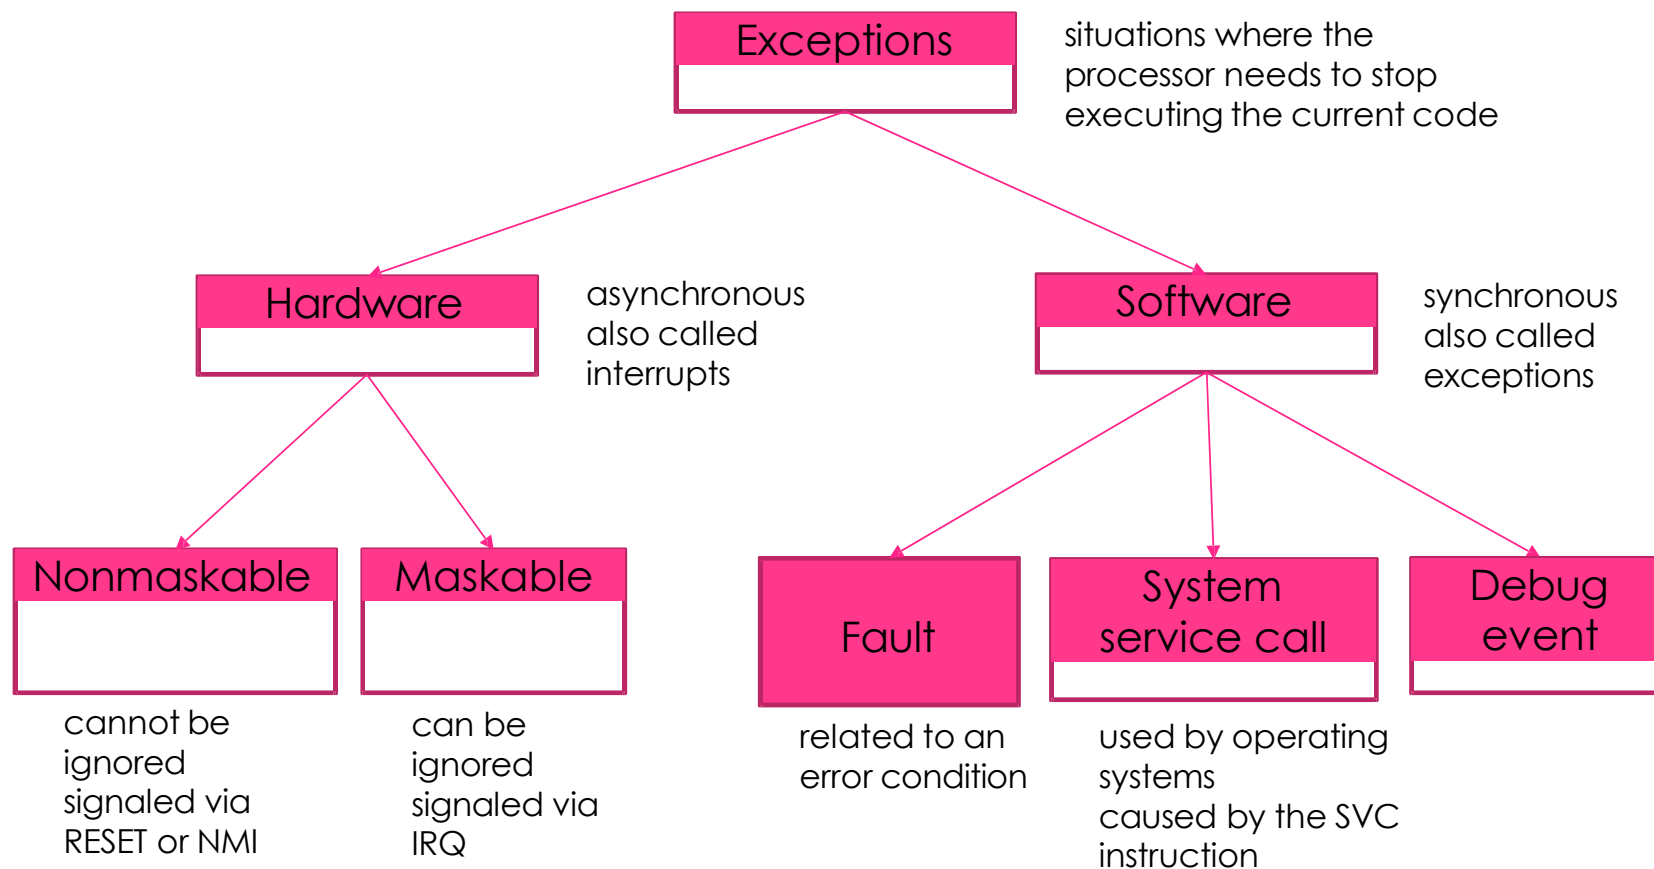 Exceptions
situations where the
processor needs to stop
executing the current code
Hardware
asynchronous
also called
interrupts
Software
synchronous
also called
exceptions
Nonmaskable
cannot be
ignored
signaled via
RESET or NMI
Maskable
can be
ignored
signaled via
IRQ
Fault
related to an
error condition
System
service call
used by operating
systems
caused by the SVC
instruction
Debug
event